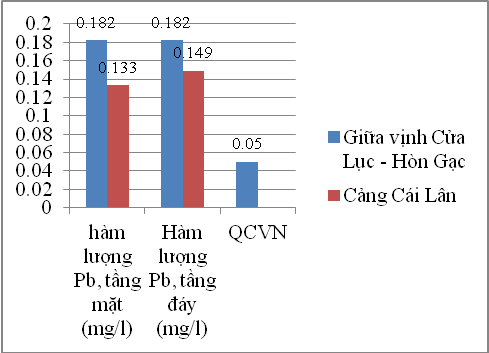 0.2
0.18
0.16
0.14
0.12
0.1
0.08
0.06
0.04
0.02
0
0.182
0.133
0.182
0.149
0.05
hàm
lượng
Pb, tầng
mặt
(mg/l)
Hàm
lượng
Pb, tầng
đáy
(mg/l)
QCVN
Giữa vịnh Cửa
Lục - Hòn Gạc
Cảng Cái Lân